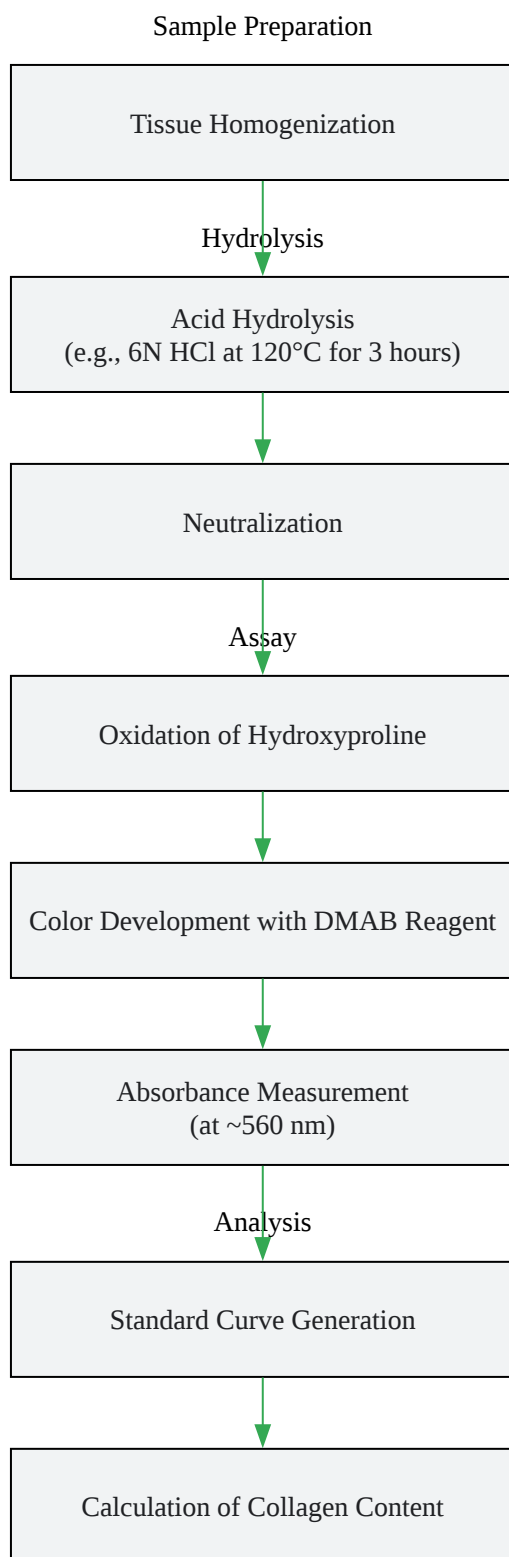 Sample Preparation
Tissue Homogenization
Hydrolysis
Acid Hydrolysis
(e.g., 6N HCl at 120°C for 3 hours)
Neutralization
Assay
Oxidation of Hydroxyproline
Color Development with DMAB Reagent
Absorbance Measurement
(at ~560 nm)
Analysis
Standard Curve Generation
Calculation of Collagen Content